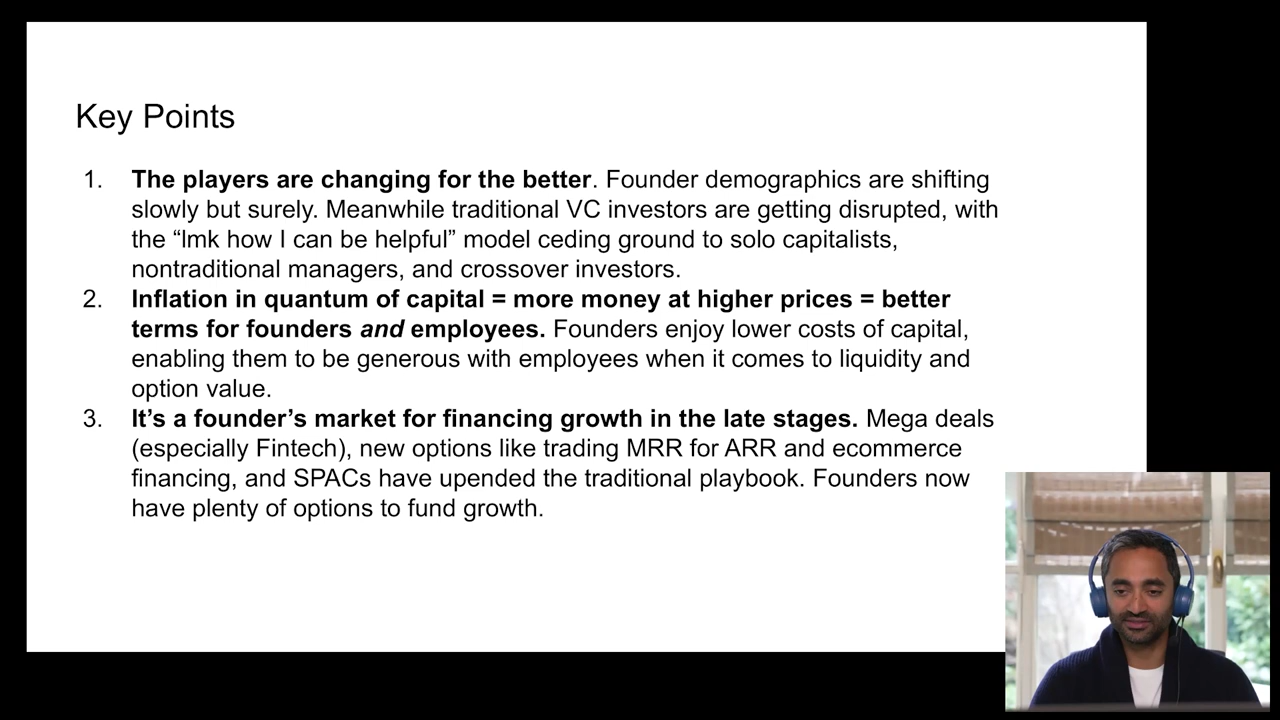 Key Points
1. The players are changing for the better. Founder demographics are shifting
slowly but surely. Meanwhile traditional VC investors are getting disrupted, with
the “lmk how I can be helpful” model ceding ground to solo capitalists,
nontraditional managers, and crossover investors.
2. Inflation in quantum of capital = more money at higher prices = better
terms for founders and employees. Founders enjoy lower costs of capital,
enabling them to be generous with employees when it comes to liquidity and
option value.
3. It’s a founder’s market for financing growth in the late stages. Mega deals
(especially Fintech), new options like trading MRR for ARR and ecommerce
financing, and SPACs have upended the traditional playbook. Founders now
have plenty of options to fund growth.